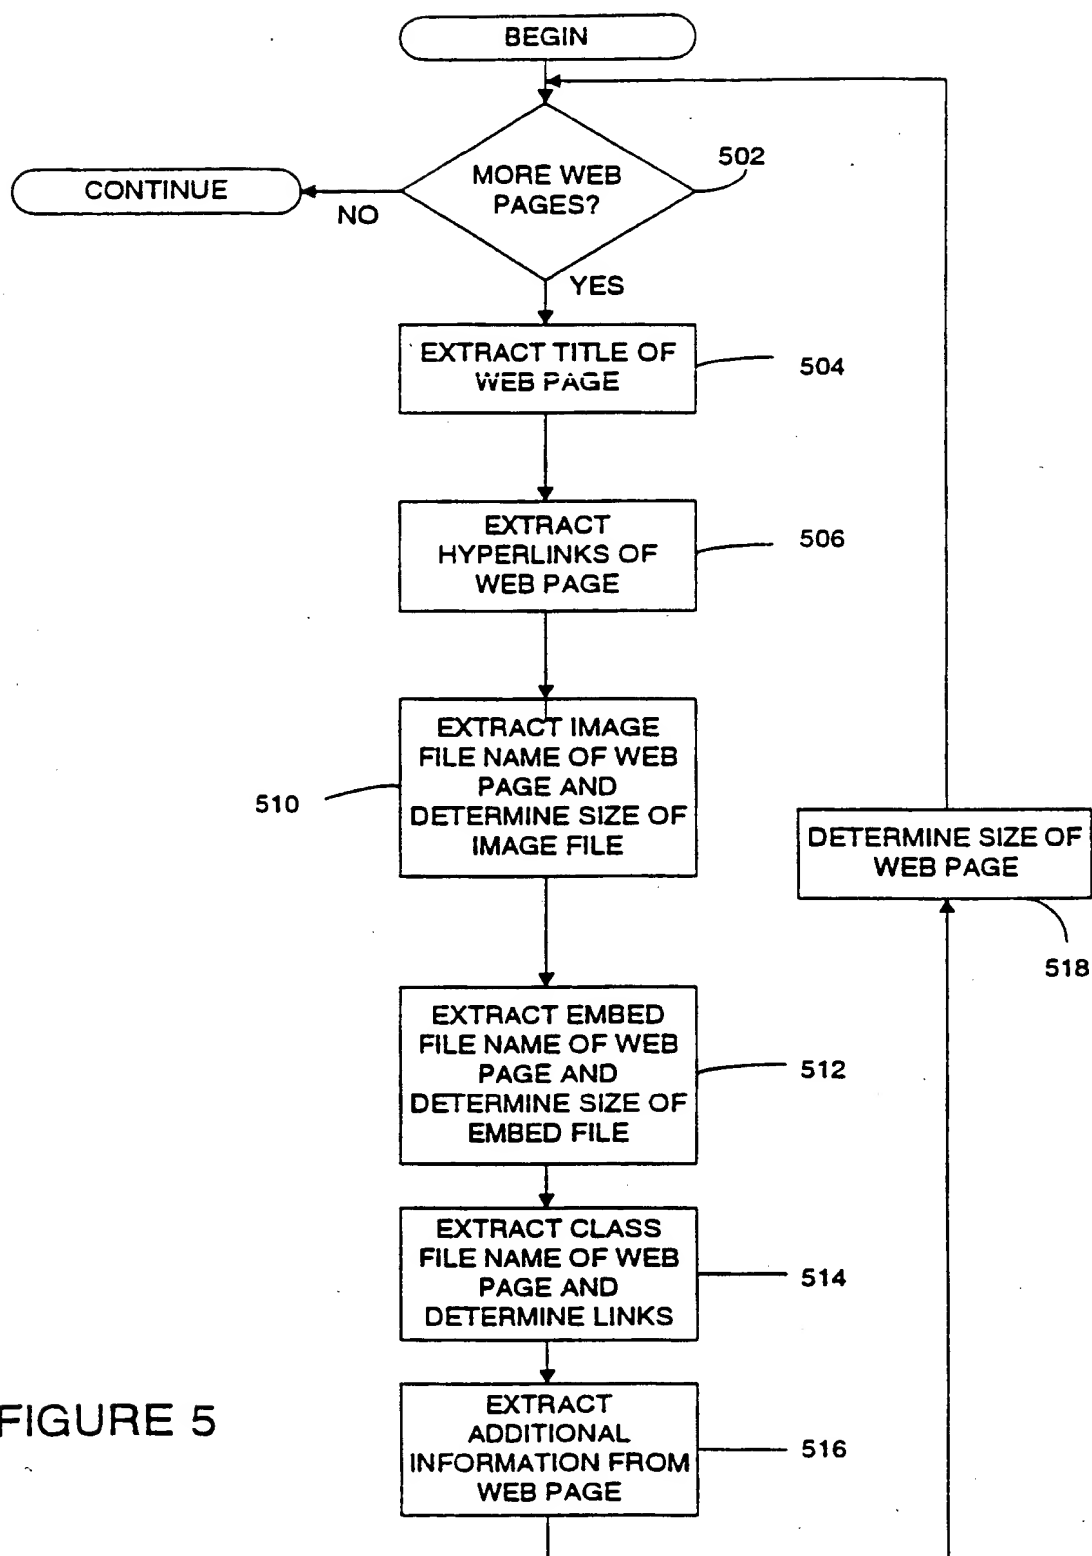 BEGIN
MORE WEB
PAGES?
502
CONTINUE
NO
YES
EXTRACT TITLE OF
WEB PAGE
504
EXTRACT
HYPERLINKS OF
WEB PAGE
506
EXTRACT IMAGE
FILE NAME OF WEB
PAGE AND
DETERMINE SIZE OF
IMAGE FILE
510
DETERMINE SIZE OF
WEB PAGE
518
EXTRACT EMBED
FILE NAME OF WEB
PAGE AND
DETERMINE SIZE OF
EMBED FILE
512
EXTRACT CLASS
FILE NAME OF WEB
PAGE AND
DETERMINE LINKS
514
EXTRACT
ADDITIONAL
INFORMATION FROM
WEB PAGE
516
FIGURE 5